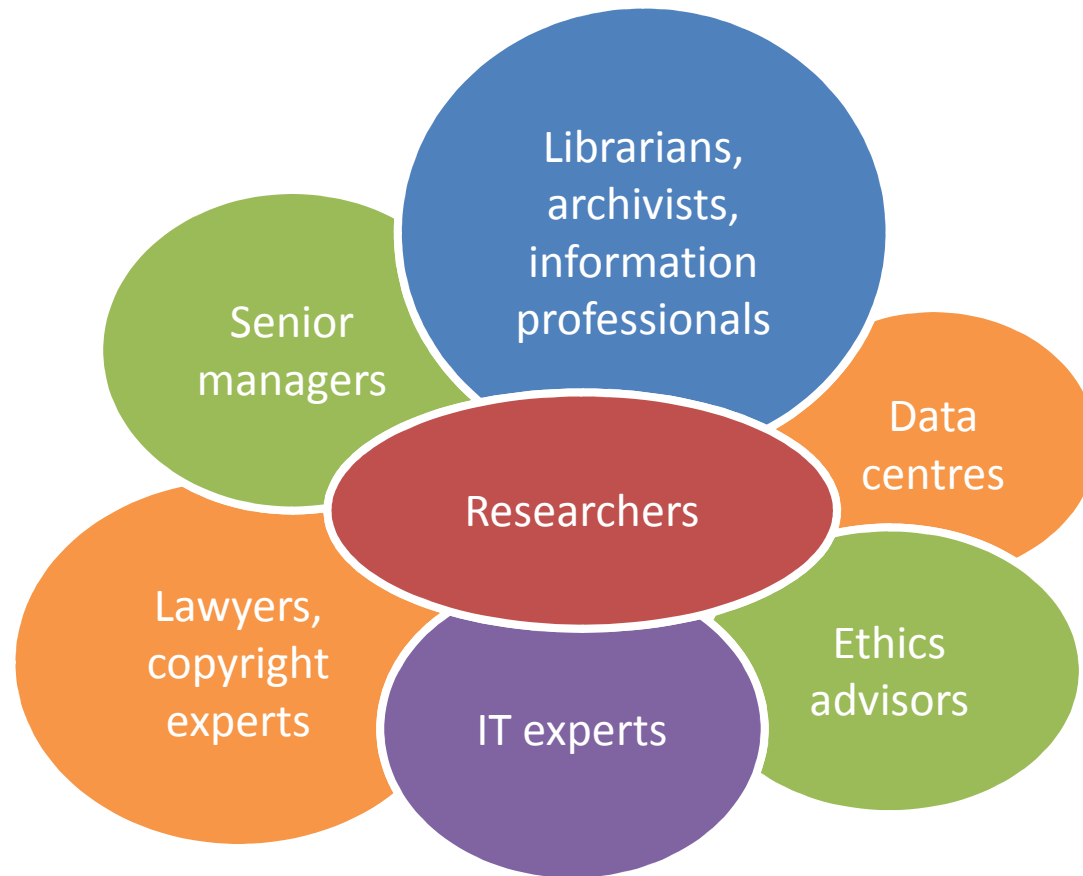 Librarians,
archivists,
information
professionals
Senior
managers
Data
centres
Researchers
Lawyers,
copyright
experts
Ethics
advisors
IT experts